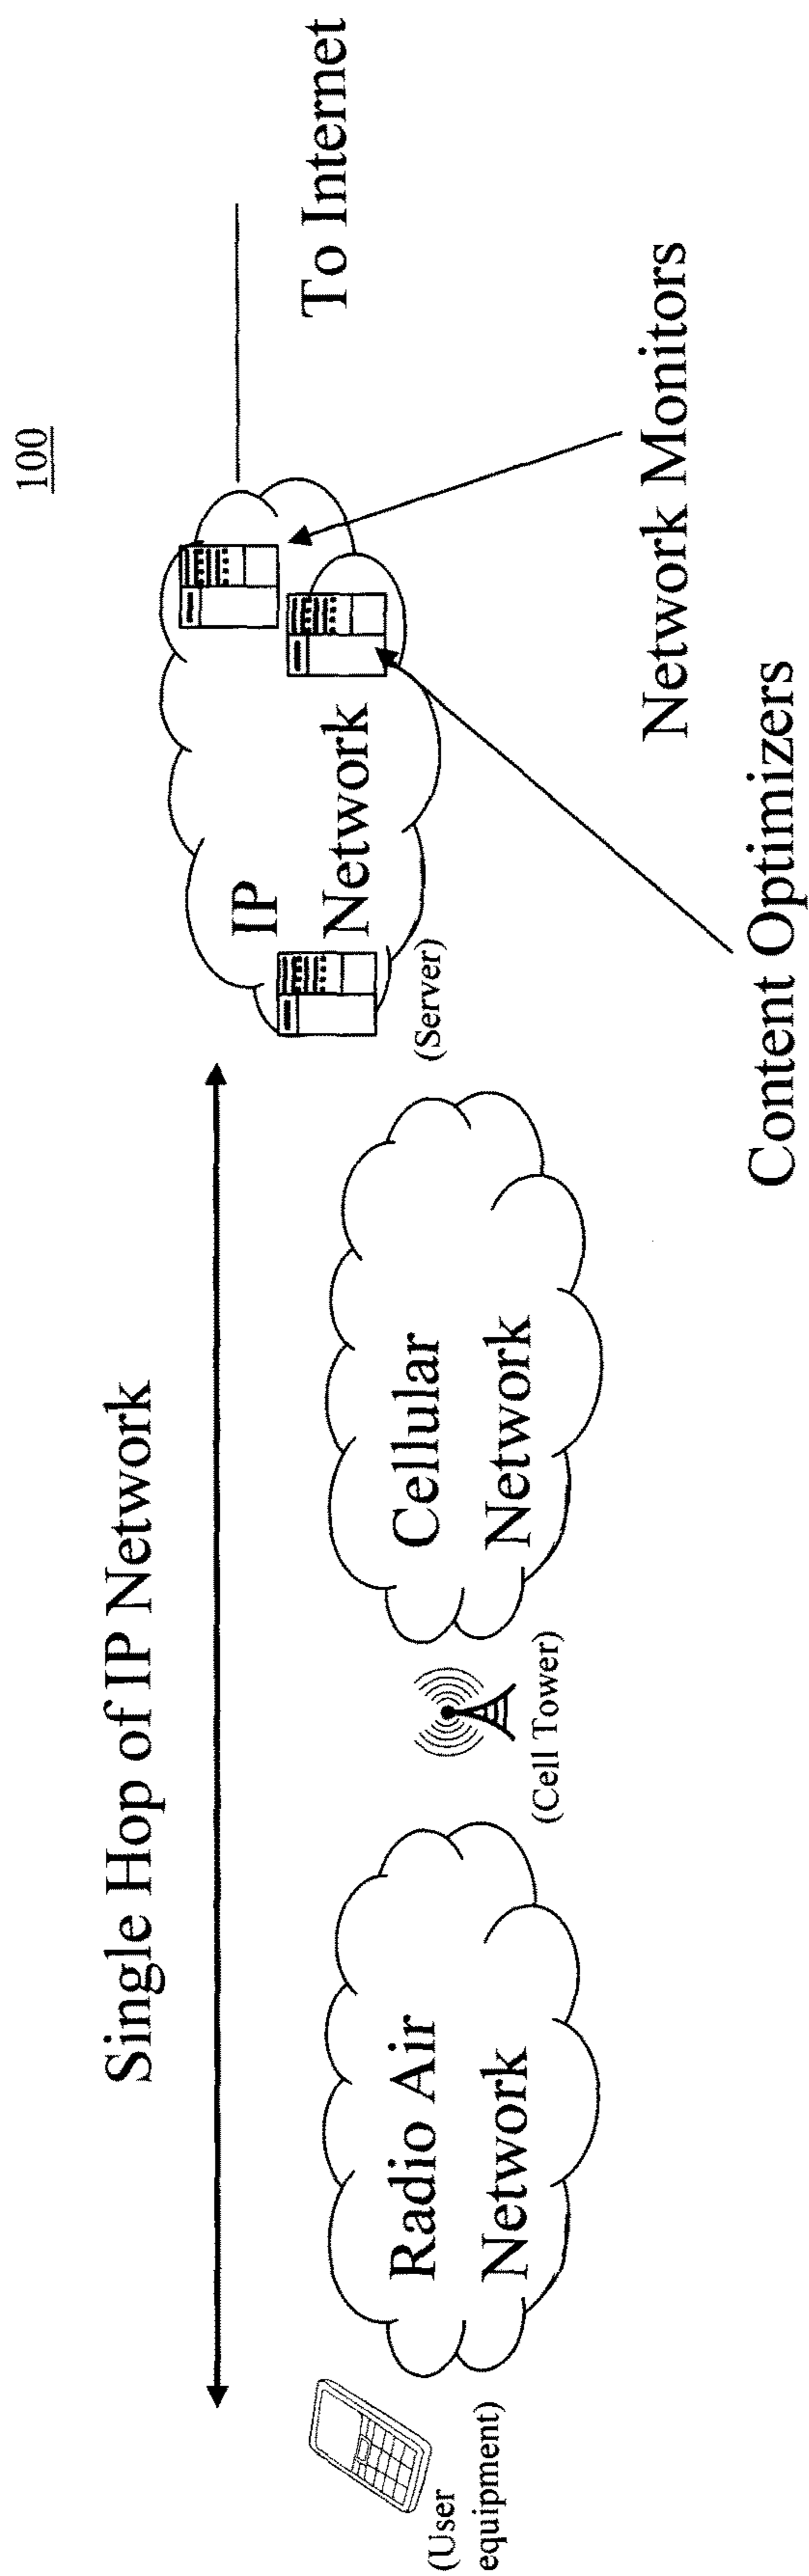 100
Single Hop of IP Network
To Internet
IP
Network
(Server)
Radio Air
Network
Cellular
Network
(User
equipment)
(Cell Tower)
Network Monitors
Content Optimizers